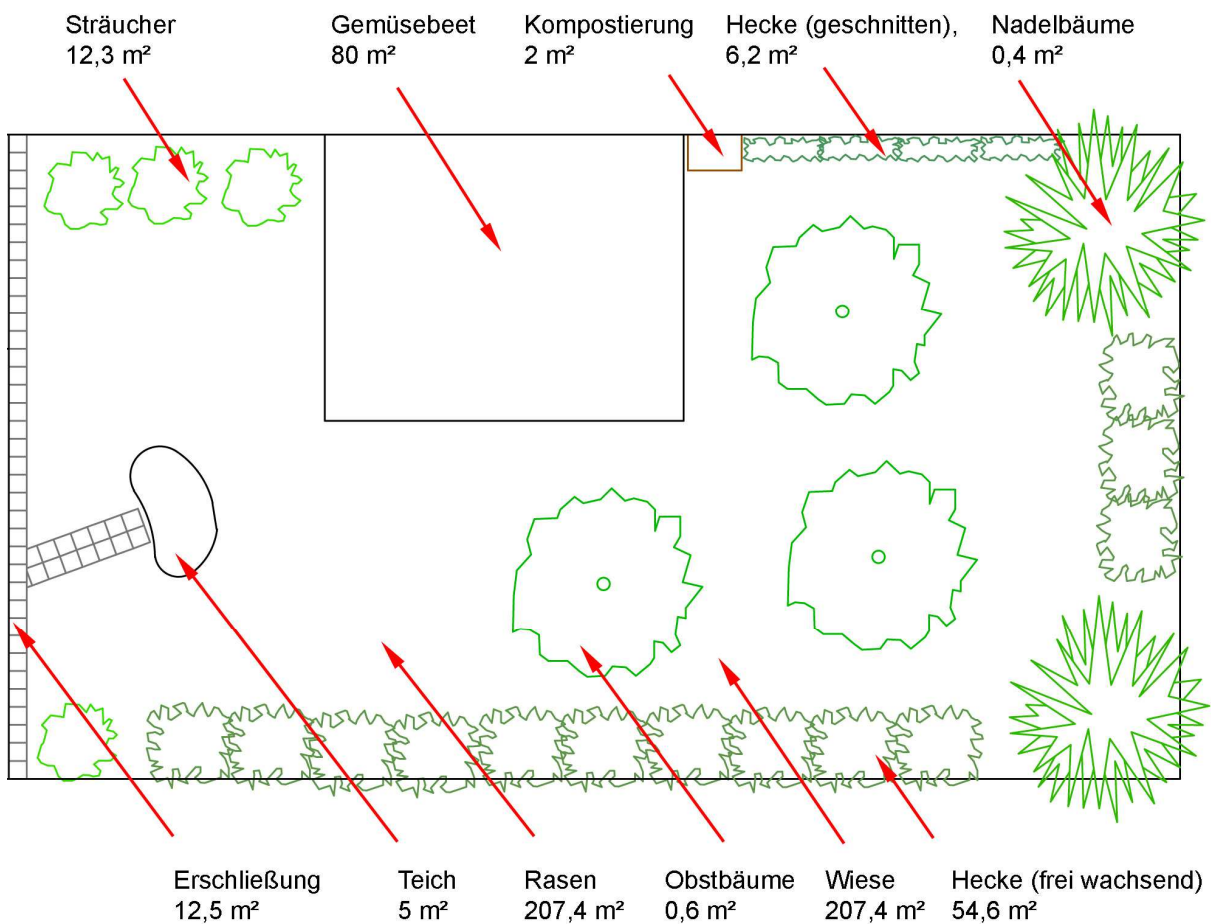 Sträucher
12,3 m²
Gemüsebeet
80 m²
Kompostierung
2 m²
Hecke (geschnitten),
6,2 m²
Nadelbäume
0,4 m²
Erschließung
12,5 m²
Teich
5 m²
Rasen
207,4 m²
Obstbäume
0,6 m²
Wiese
207,4 m²
Hecke (frei wachsend)
54,6 m²